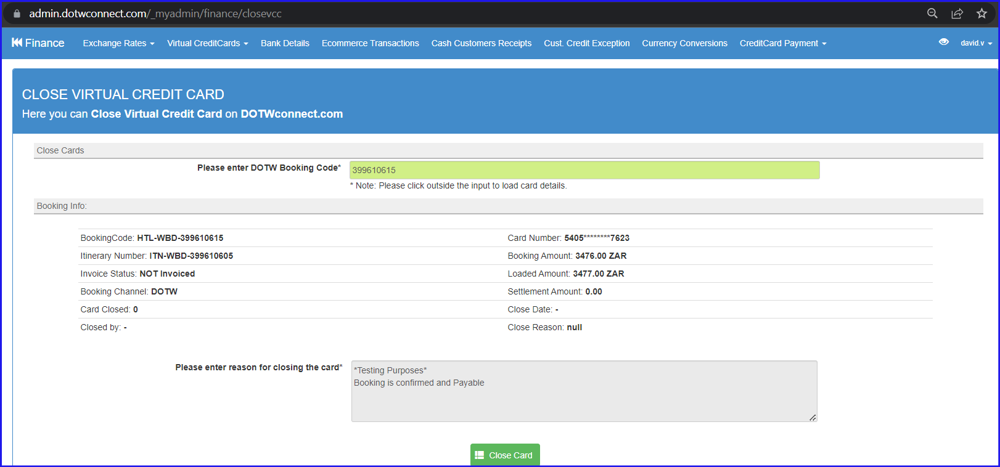 admin.dotwconnect.com/_myadmin/finance/closevcc
Finance Exchange Rates Virtual CreditCards Bank Details Ecommerce Transactions Cash Customers Receipts Cust. Credit Exception Currency Conversions CreditCard Payment david.v
CLOSE VIRTUAL CREDIT CARD
Here you can Close Virtual Credit Card on DOTWconnect.com
Close Cards
Please enter DOTW Booking Code* 399610615
* Note: Please click outside the input to load card details.
Booking Info:
BookingCode: HTL-WBD-399610615 Card Number: 5405********7623
Itinerary Number: ITN-WBD-399610605 Booking Amount: 3476.00 ZAR
Invoice Status: NOT Invoiced Loaded Amount: 3477.00 ZAR
Booking Channel: DOTW Settlement Amount: 0.00
Card Closed: 0 Close Date: -
Closed by: - Close Reason: null
Please enter reason for closing the card* *Testing Purposes*
Booking is confirmed and Payable
Close Card